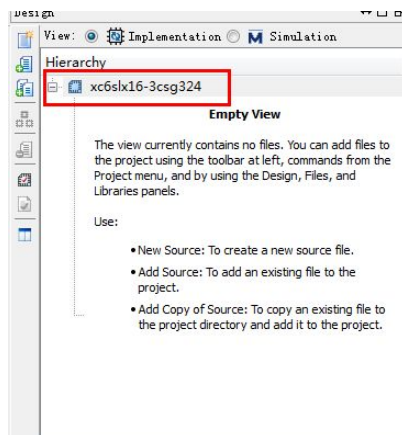 Design
View: Implementation Simulation
Hierarchy
xc6slx16-3csg324
Empty View
The view currently contains no files. You can add files to
the project using the toolbar at left, commands from the
Project menu, and by using the Design, Files, and
Libraries panels.
Use:
•New Source: To create a new source file.
•Add Source: To add an existing file to the
project.
•Add Copy of Source: To copy an existing file to
the project directory and add it to the project.